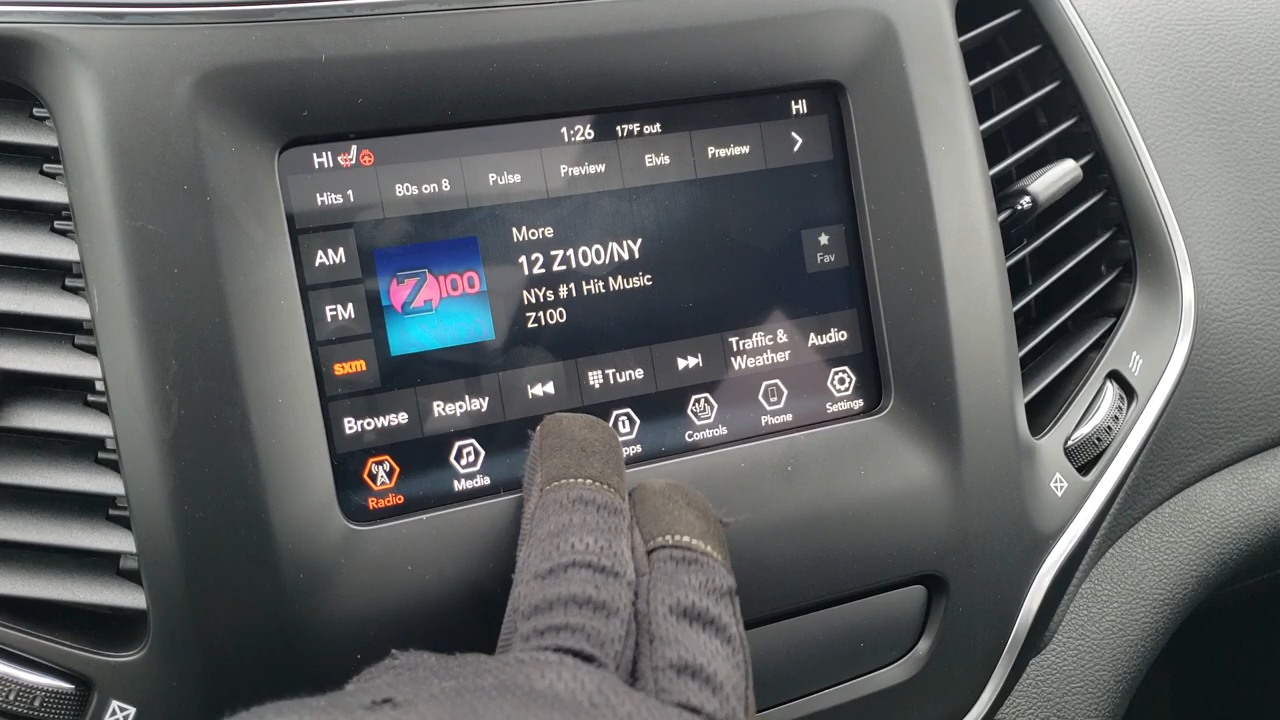 HI 1:26 17°F out HI
Hits 1 80s on 8 Pulse Preview Elvis Preview
AM
FM
sxm
Z100
More
12 Z100/NY
NYs #1 Hit Music
Z100
Fav
Browse Replay Tune Traffic & Weather Audio
Radio Media pps Controls Phone Settings